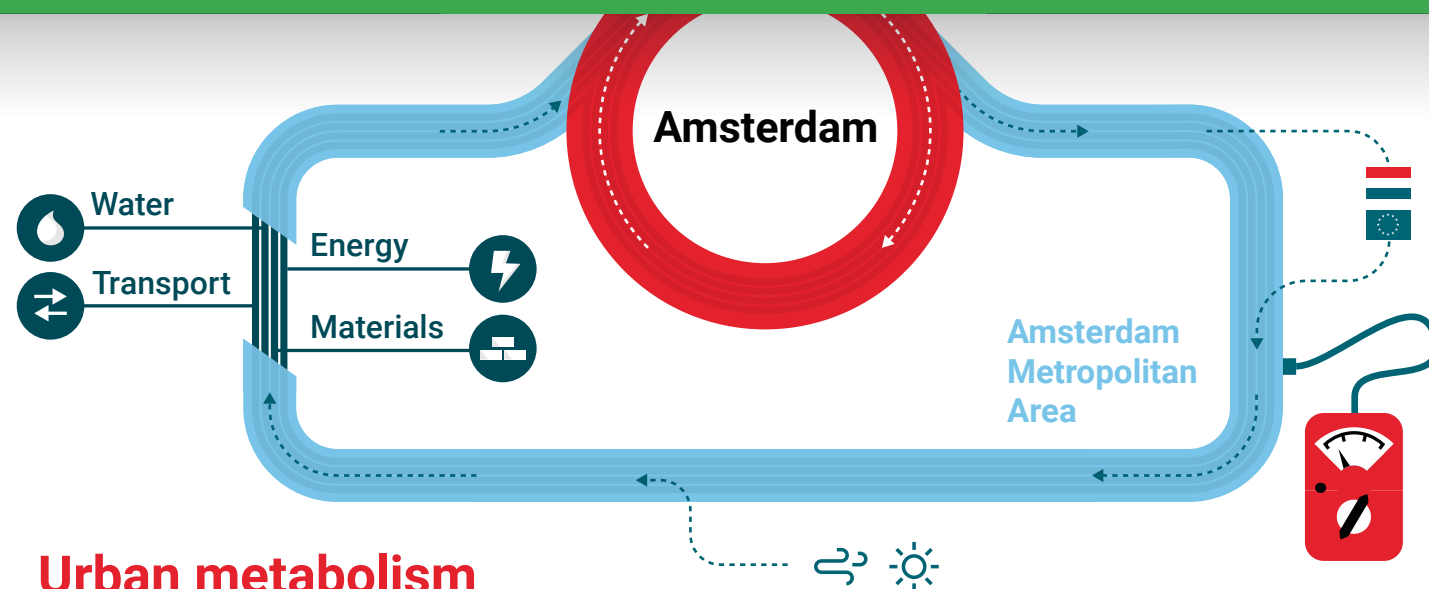 Amsterdam
Water
Energy
Transport
Materials
Amsterdam
Metropolitan
Area
Urban metabolism